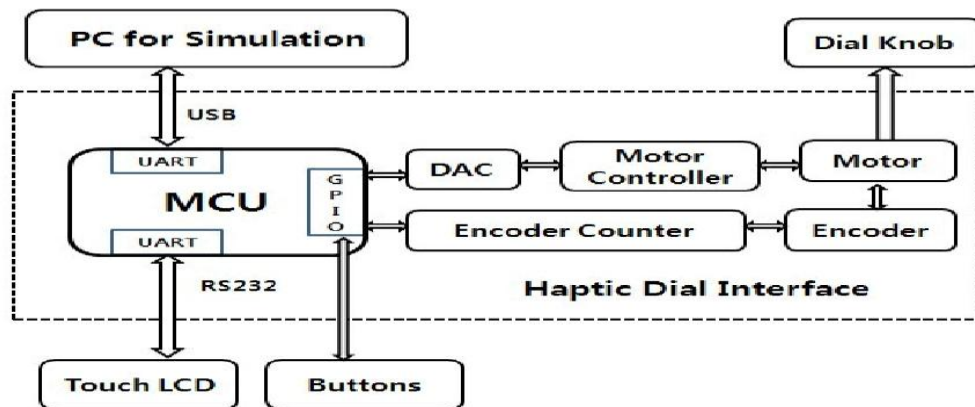 PC for Simulation
Dial Knob
USB
UART
MCU
GPIO
DAC
Motor
Controller
Motor
Encoder Counter
Encoder
UART
RS232
Haptic Dial Interface
Touch LCD
Buttons